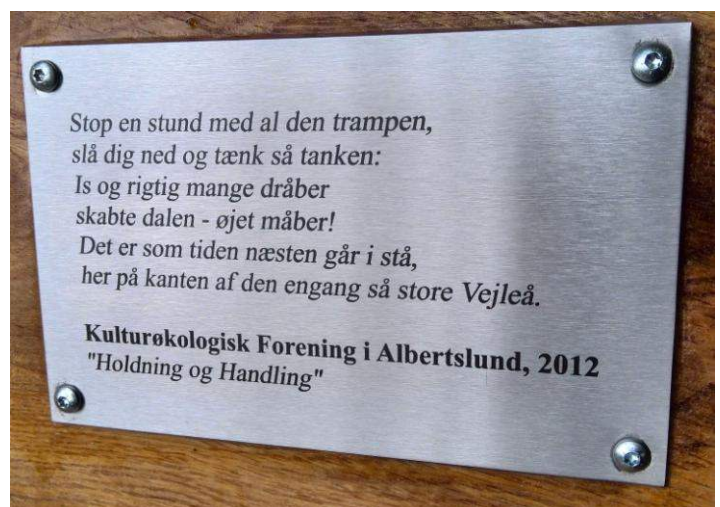 Stop en stund med al den trampen,
slå dig ned og tænk så tanken:
Is og rigtig mange dråber
skabte dalen - øjet måber!
Det er som tiden næsten går i stå,
her på kanten af den engang så store Vejleå.
Kulturøkologisk Forening i Albertslund, 2012
"Holdning og Handling"